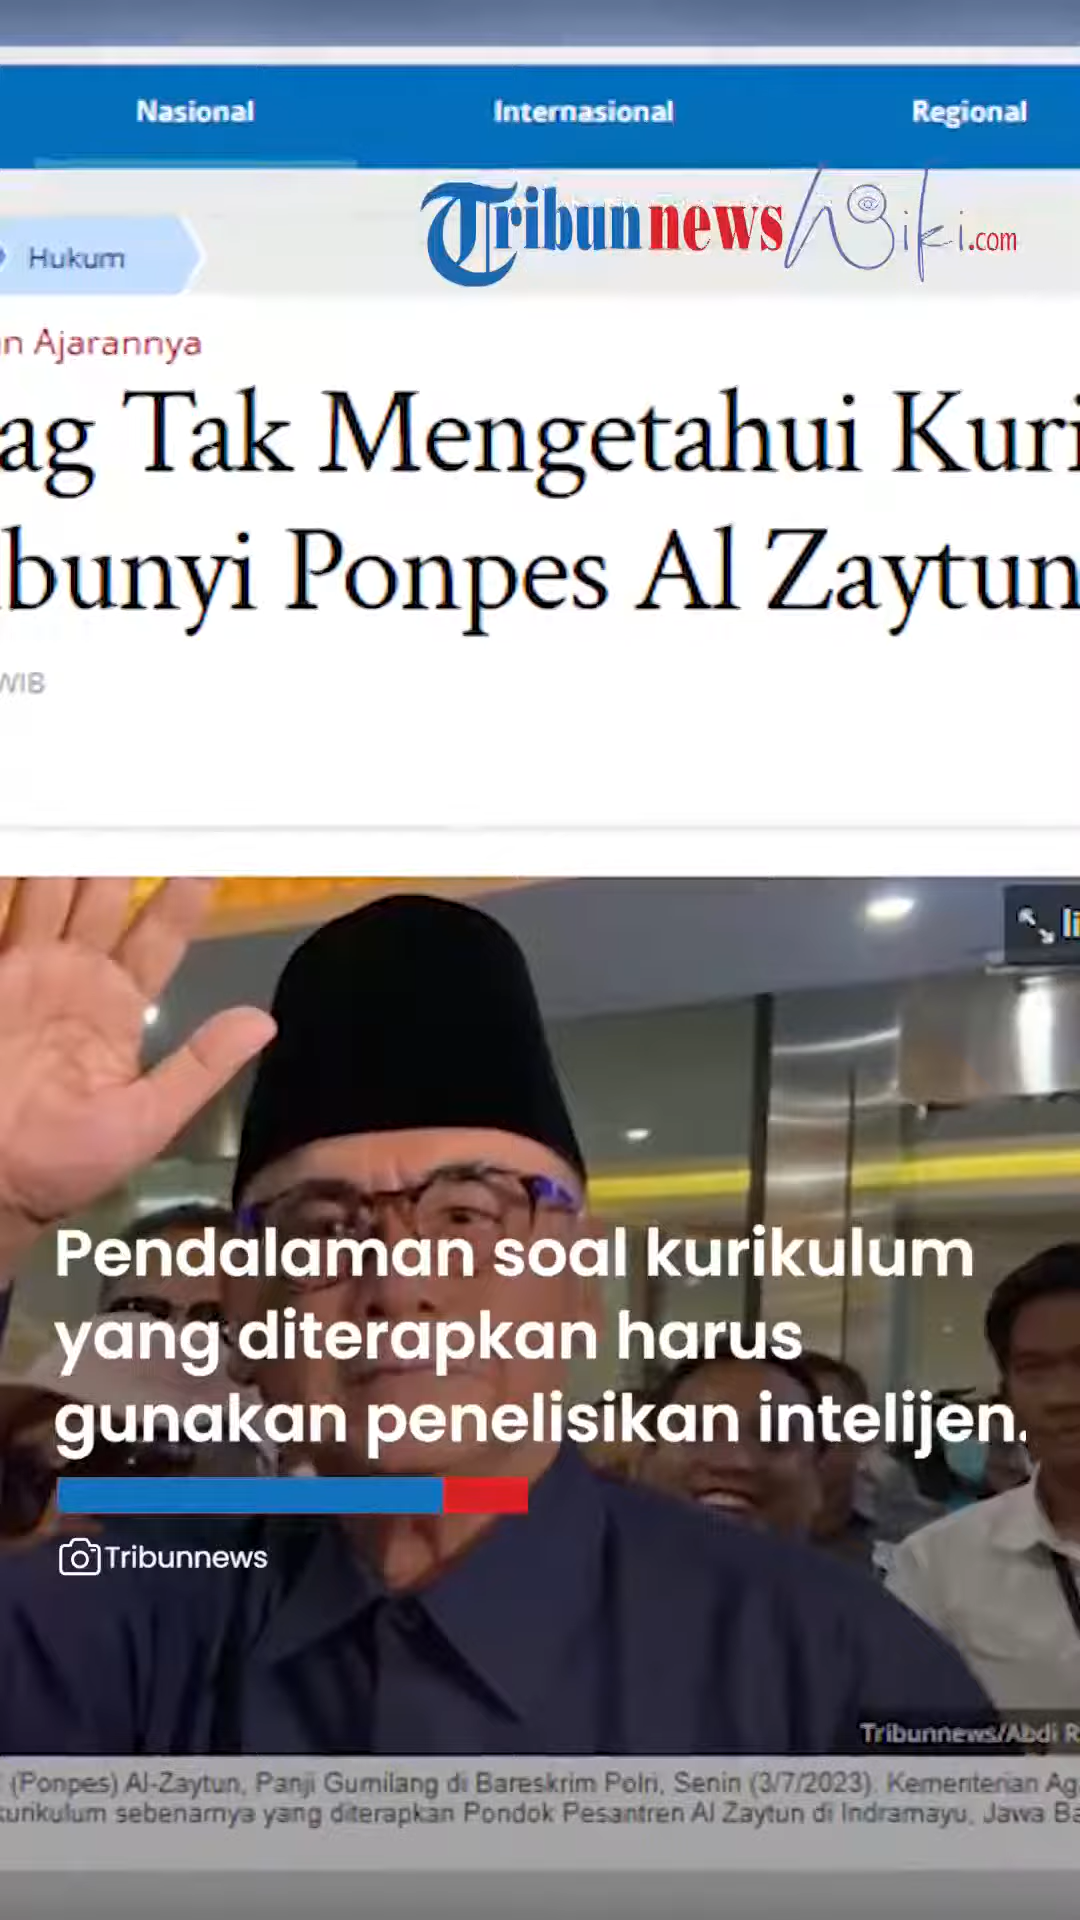 Nasional Internasional Regional
Tribunnews Wiki.com
Hukum
n Ajarannya
ag Tak Mengetahui Kuri
bunyi Ponpes Al Zaytun
WIB
li
Pendalaman soal kurikulum
yang diterapkan harus
gunakan penelisikan intelijen.
Tribunnews
Tribunnews/Abdi R
(Ponpes) Al-Zaytun, Panji Gumilang di Bareskrim Polri, Senin (3/7/2023). Kementerian Ag
kurikulum sebenarnya yang diterapkan Pondok Pesantren Al Zaytun di Indramayu, Jawa Ba